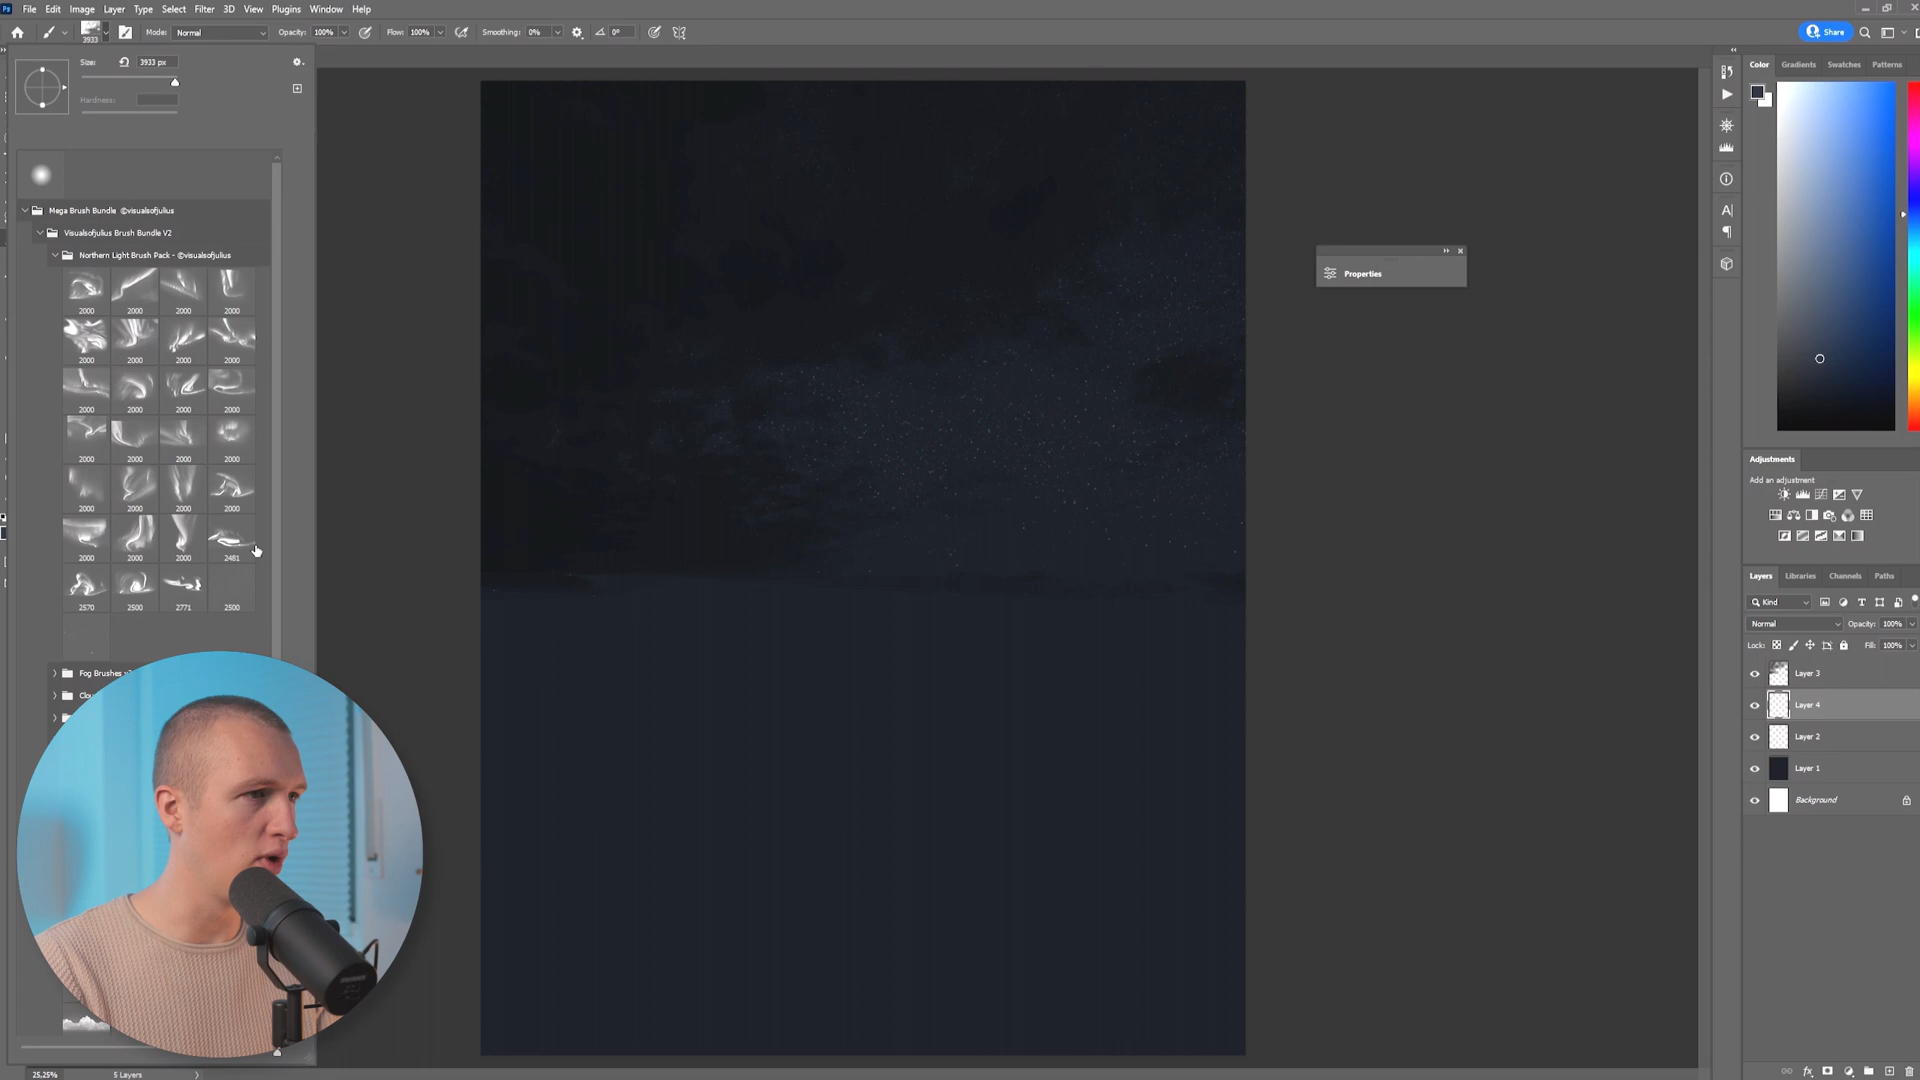 Ps File Edit Image Layer Type Select Filter 3D View Plugins Window Help
3933 Mode: Normal Opacity: 100% Flow: 100% Smoothing: 0% 0° Share
Size: 3933 px
Hardness:
Mega Brush Bundle ©visualsofjulius
Visualsofjulius Brush Bundle V2
Northern Light Brush Pack - ©visualsofjulius
2000 2000 2000 2000
2000 2000 2000 2000
2000 2000 2000 2000
2000 2000 2000 2000
2000 2000 2000 2000
2000 2000 2000 2481
2570 2500 2771 2500
Fog Brushes
25,25% 5 Layers
Properties
Color Gradients Swatches Patterns
Adjustments
Add an adjustment
Layers Libraries Channels Paths
Kind
Normal Opacity: 100%
Lock: Fill: 100%
Layer 3
Layer 4
Layer 2
Layer 1
Background